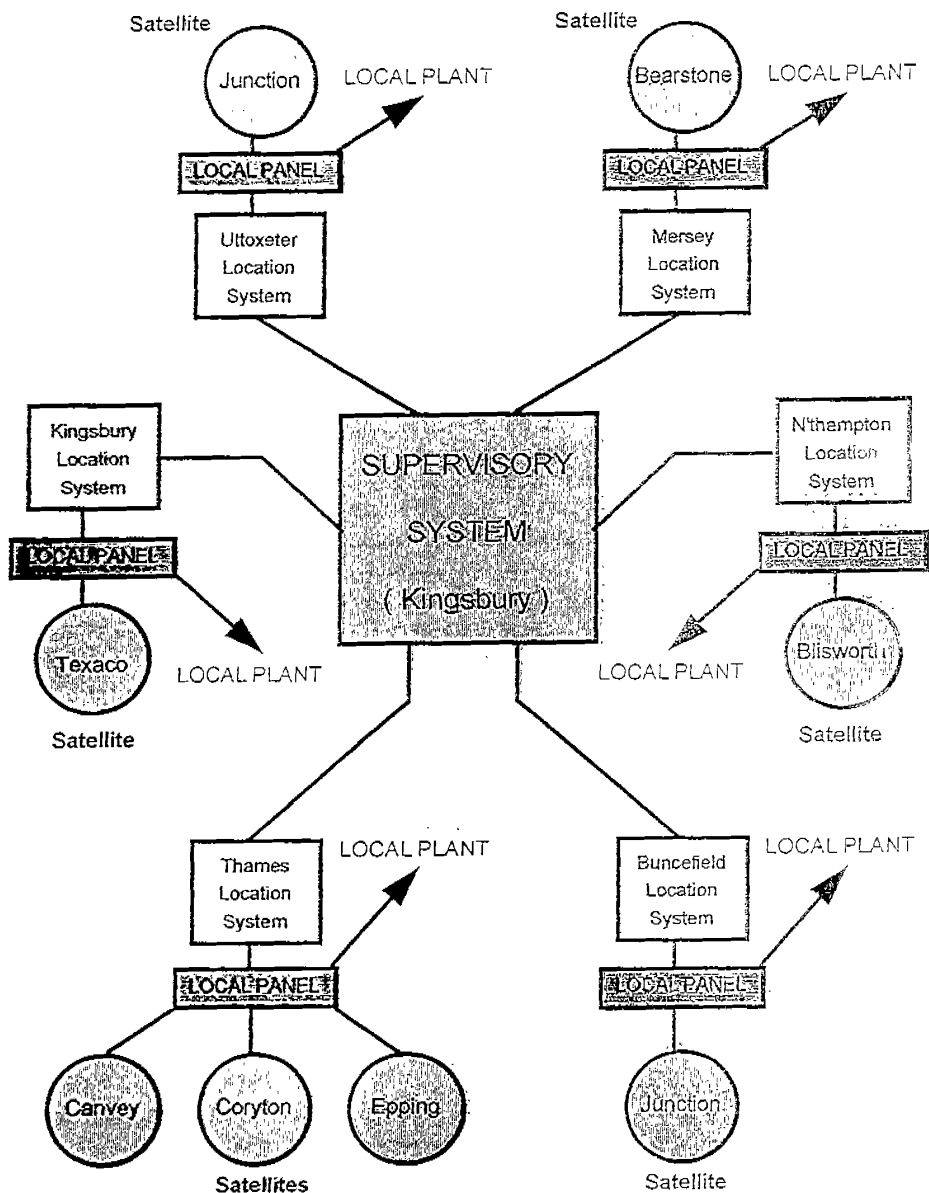 Satellite
Junction
LOCAL PLANT
LOCAL PANEL
Uttoxeter
Location
System
Satellite
Bearstone
LOCAL PLANT
LOCAL PANEL
Mersey
Location
System
Kingsbury
Location
System
LOCAL PANEL
Texaco
LOCAL PLANT
Satellite
SUPERVISORY
SYSTEM
( Kingsbury )
N'thampton
Location
System
LOCAL PANEL
LOCAL PLANT
Blisworth
Satellite
Thames
Location
System
LOCAL PLANT
LOCAL PANEL
Canvey
Coryton
Epping
Satellites
Buncefield
Location
System
LOCAL PLANT
LOCAL PANEL
Junction
Satellite